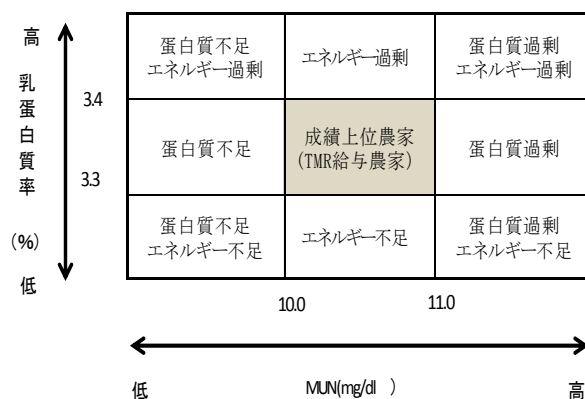 高
乳
蛋
白
質
率
(%)
低
3.4
3.3
蛋白質不足
エネルギー過剰
エネルギー過剰
蛋白質過剰
エネルギー過剰
蛋白質不足
成績上位農家
(TMR給与農家)
蛋白質過剰
蛋白質不足
エネルギー不足
エネルギー不足
蛋白質過剰
エネルギー不足
10.0 11.0
低 MUN(mg/dl ) 高